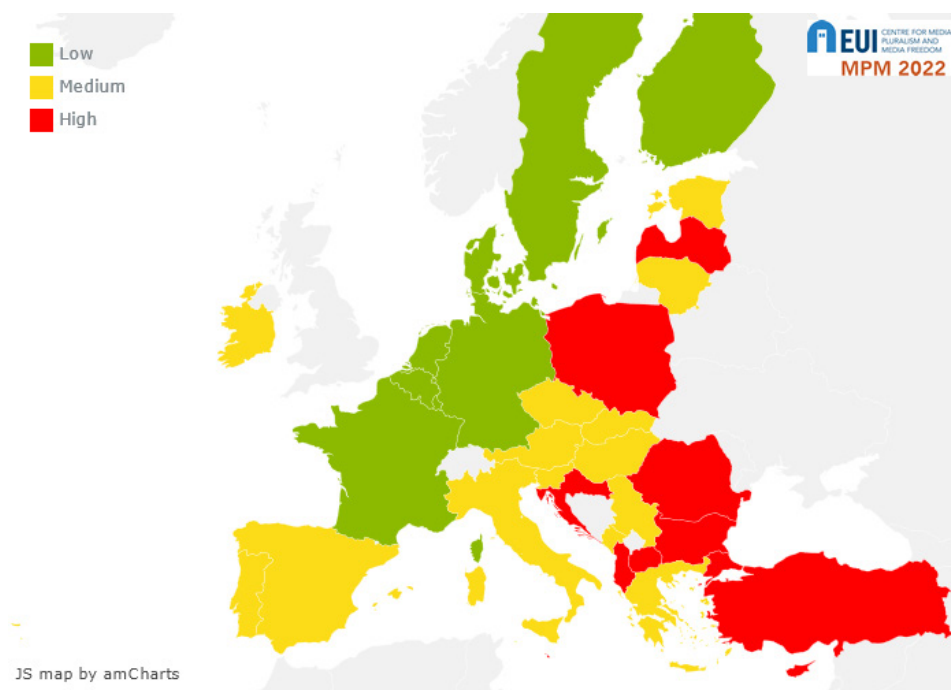 Low
Medium
High
EUI
CENTRE FOR MEDIA
PLURALISM AND
MEDIA FREEDOM
MPM 2022
JS map by amCharts